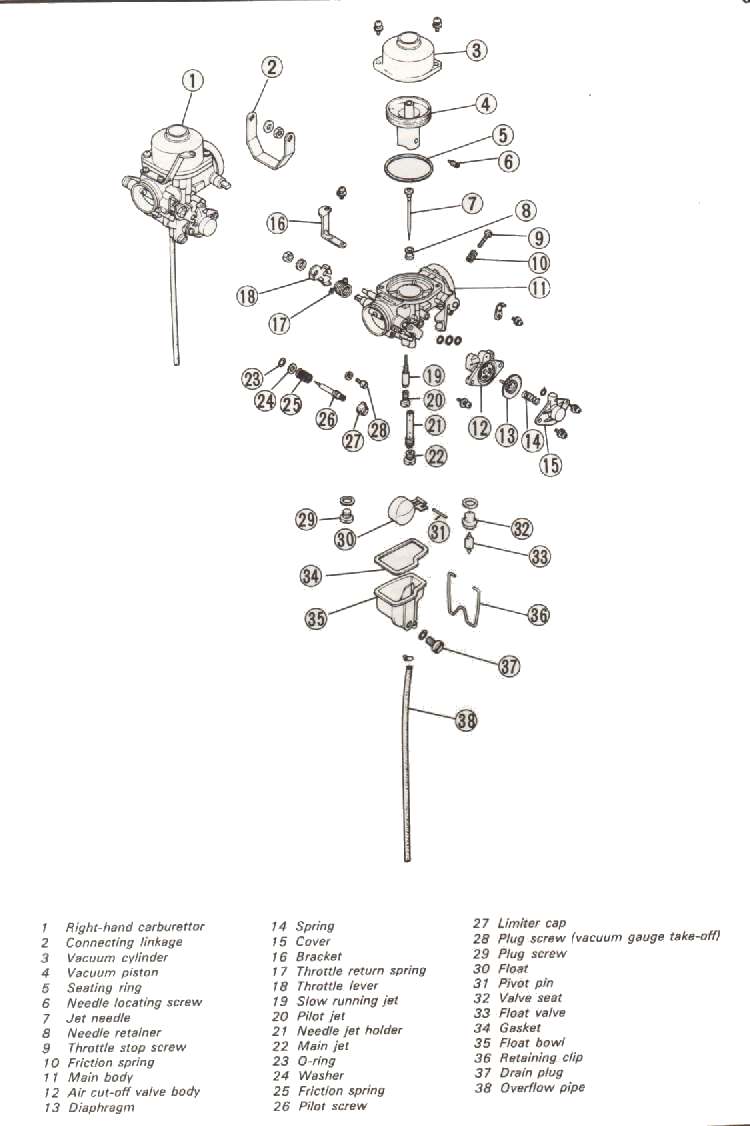 1
2
3
4
5
6
7
8
9
10
11
12
13
14
15
16
17
18
19
20
21
22
23
24
25
26
27
28
29
30
31
32
33
34
35
36
37
38
1 Right-hand carburettor
2 Connecting linkage
3 Vacuum cylinder
4 Vacuum piston
5 Seating ring
6 Needle locating screw
7 Jet needle
8 Needle retainer
9 Throttle stop screw
10 Friction spring
11 Main body
12 Air cut-off valve body
13 Diaphragm
14 Spring
15 Cover
16 Bracket
17 Throttle return spring
18 Throttle lever
19 Slow running jet
20 Pilot jet
21 Needle jet holder
22 Main jet
23 O-ring
24 Washer
25 Friction spring
26 Pilot screw
27 Limiter cap
28 Plug screw (vacuum gauge take-off)
29 Plug screw
30 Float
31 Pivot pin
32 Valve seat
33 Float valve
34 Gasket
35 Float bowl
36 Retaining clip
37 Drain plug
38 Overflow pipe